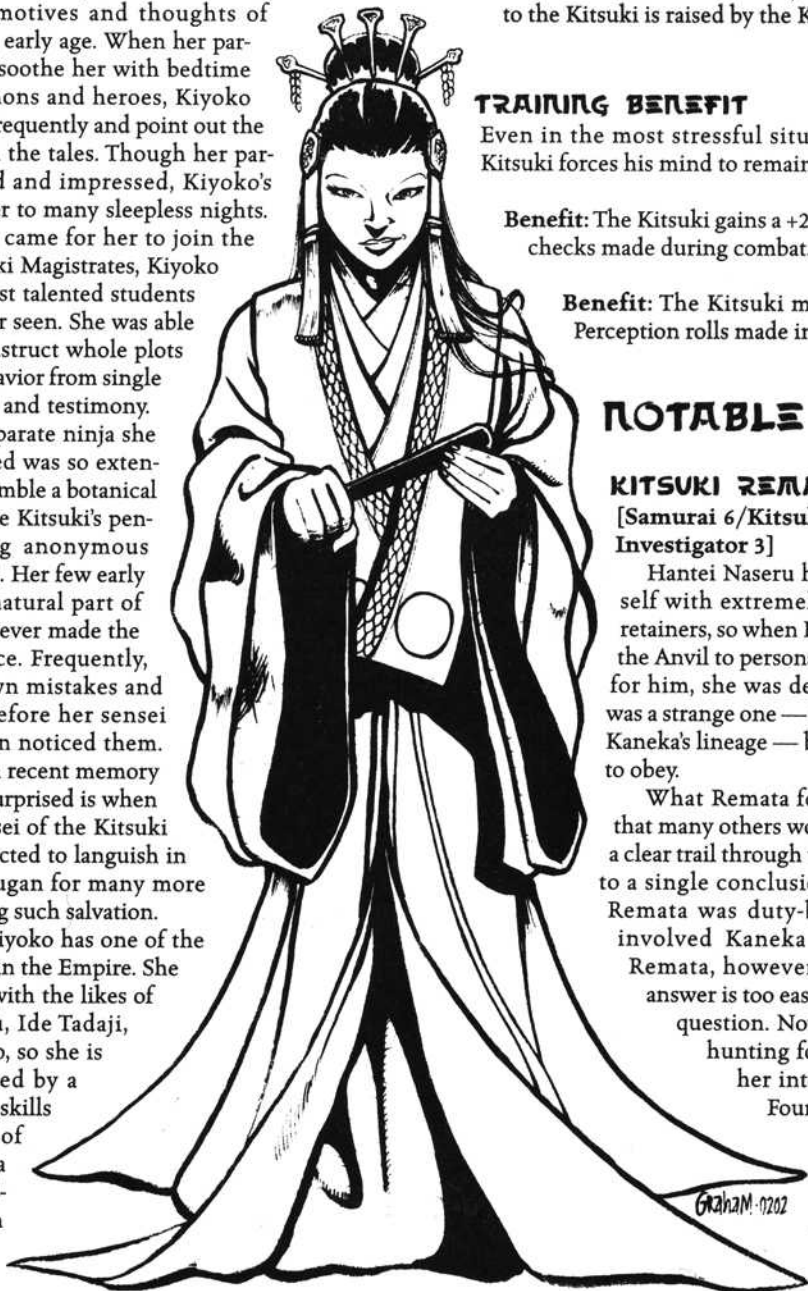 motives and thoughts of
early age. When her par-
soothe her with bedtime
and heroes, Kiyoko
requently and point out the
the tales. Though her par-
and impressed, Kiyoko's
to many sleepless nights.
came for her to join the
Magistrates, Kiyoko
talented students
seen. She was able
struct whole plots
avior from single
and testimony.
parate ninja she
ed was so exten-
mble a botanical
Kitsuki's pen-
anonymous
. Her few early
natural part of
ever made the
ce. Frequently,
wn mistakes and
efore her sensei
n noticed them.
recent memory
urprised is when
sei of the Kitsuki
cted to languish in
ugan for many more
g such salvation.
iyoko has one of the
in the Empire. She
with the likes of
, Ide Tadaji,
o, so she is
ed by a
skills
of
a
-
to the Kitsuki is raised by the K
TRAINING BENEFIT
Even in the most stressful situ
Kitsuki forces his mind to remain
Benefit: The Kitsuki gains a +2
checks made during combat.
Benefit: The Kitsuki m
Perception rolls made in
NOTABLE
KITSUKI REMA
[Samurai 6/Kitsu
Investigator 3]
Hantei Naseru h
self with extreme
retainers, so when
the Anvil to person
for him, she was de
was a strange one —
Kaneka's lineage —
to obey.
What Remata f
that many others wo
a clear trail through
to a single conclusi
Remata was duty-
involved Kaneka
Remata, however
answer is too eas
question. No
hunting f
her int
Four
GRAHAM·0202